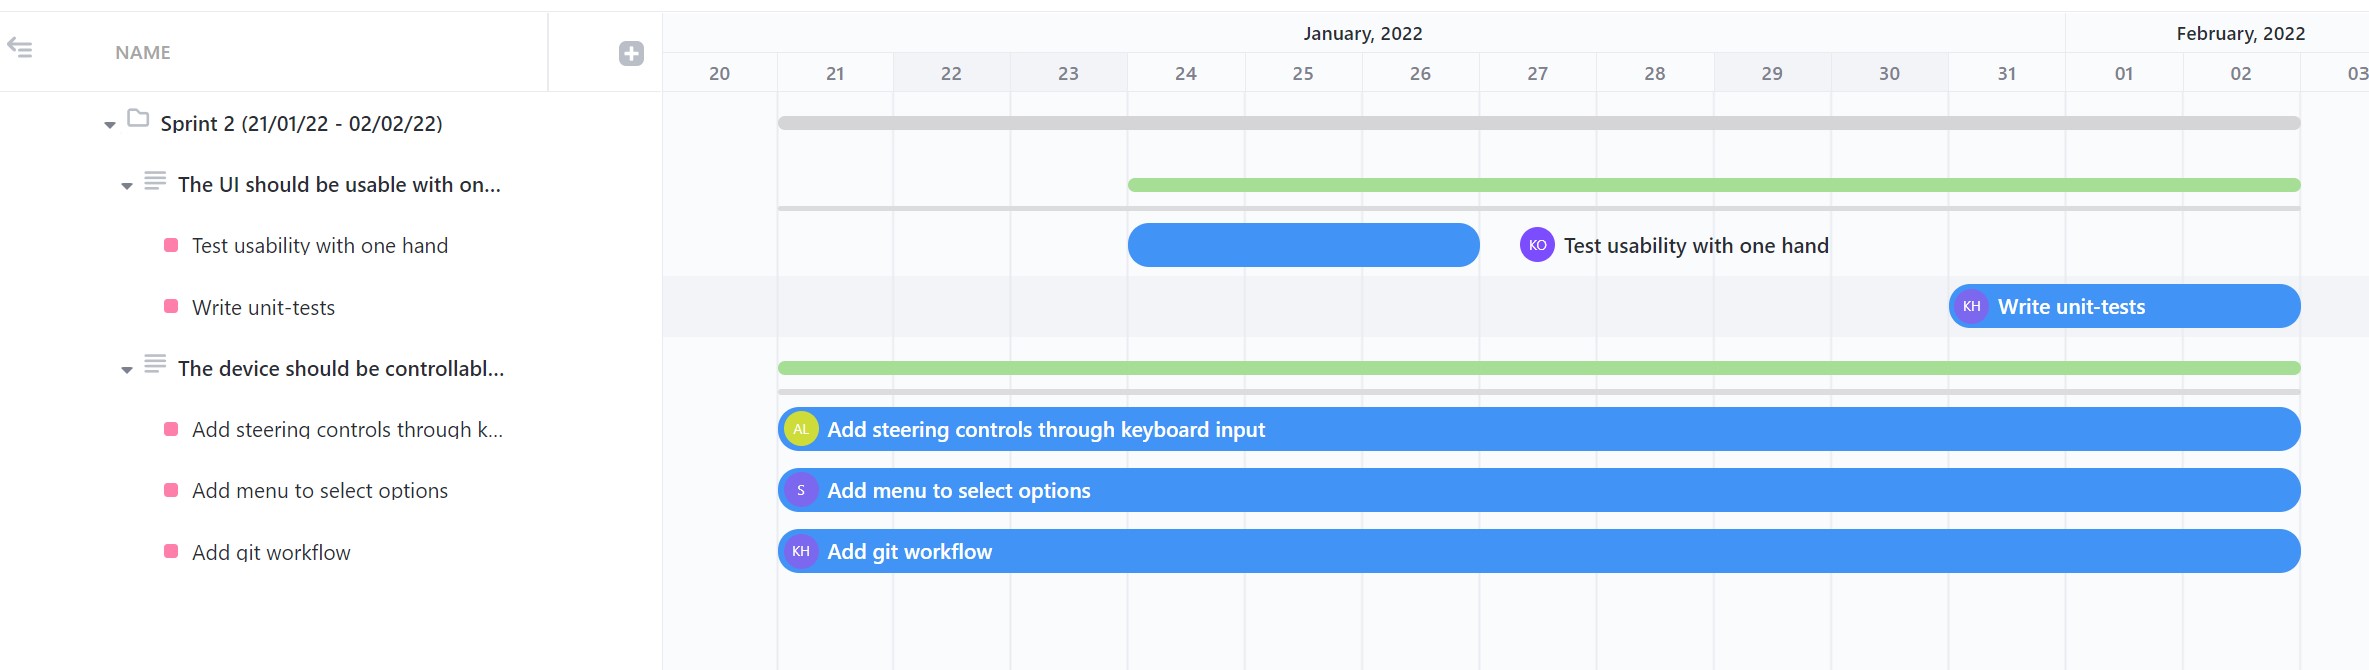 January, 2022 February, 2022
NAME
20 21 22 23 24 25 26 27 28 29 30 31 01 02 03
Sprint 2 (21/01/22 - 02/02/22)
The UI should be usable with on...
Test usability with one hand KO Test usability with one hand
Write unit-tests KH Write unit-tests
The device should be controllabl...
Add steering controls through k... AL Add steering controls through keyboard input
Add menu to select options S Add menu to select options
Add git workflow KH Add git workflow